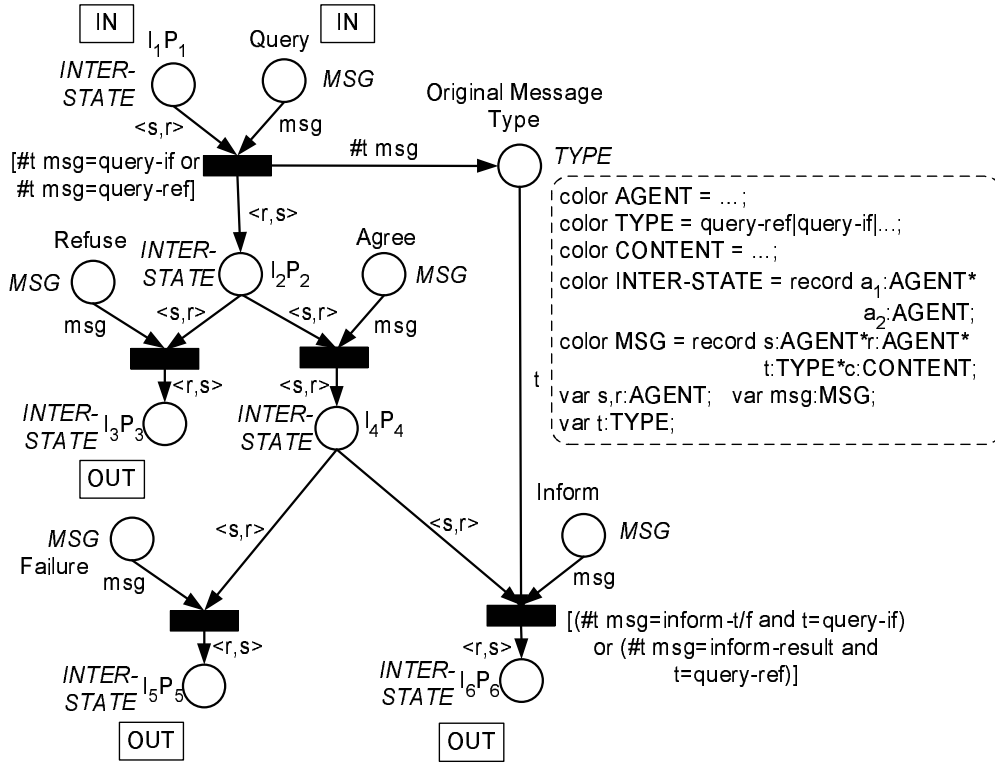 IN
IN
I1P1
Query
INTER-
STATE
MSG
Original Message
Type
<s,r>
msg
#t msg
TYPE
[#t msg=query-if or
#t msg=query-ref]
color AGENT = ...;
color TYPE = query-ref|query-if|...;
color CONTENT = ...;
color INTER-STATE = record a1:AGENT*
a2:AGENT;
color MSG = record s:AGENT*r:AGENT*
t:TYPE*c:CONTENT;
var s,r:AGENT; var msg:MSG;
var t:TYPE;
<r,s>
Refuse
INTER-
STATE
Agree
MSG
I2P2
MSG
msg
<s,r>
<s,r>
msg
<r,s>
<s,r>
t
INTER-
STATE
I3P3
INTER-
STATE
I4P4
OUT
Inform
<s,r>
<s,r>
MSG
MSG
Failure
msg
msg
[(#t msg=inform-t/f and t=query-if)
or (#t msg=inform-result and
t=query-ref)]
<r,s>
<r,s>
INTER-
STATE
I5P5
INTER-
STATE
I6P6
OUT
OUT